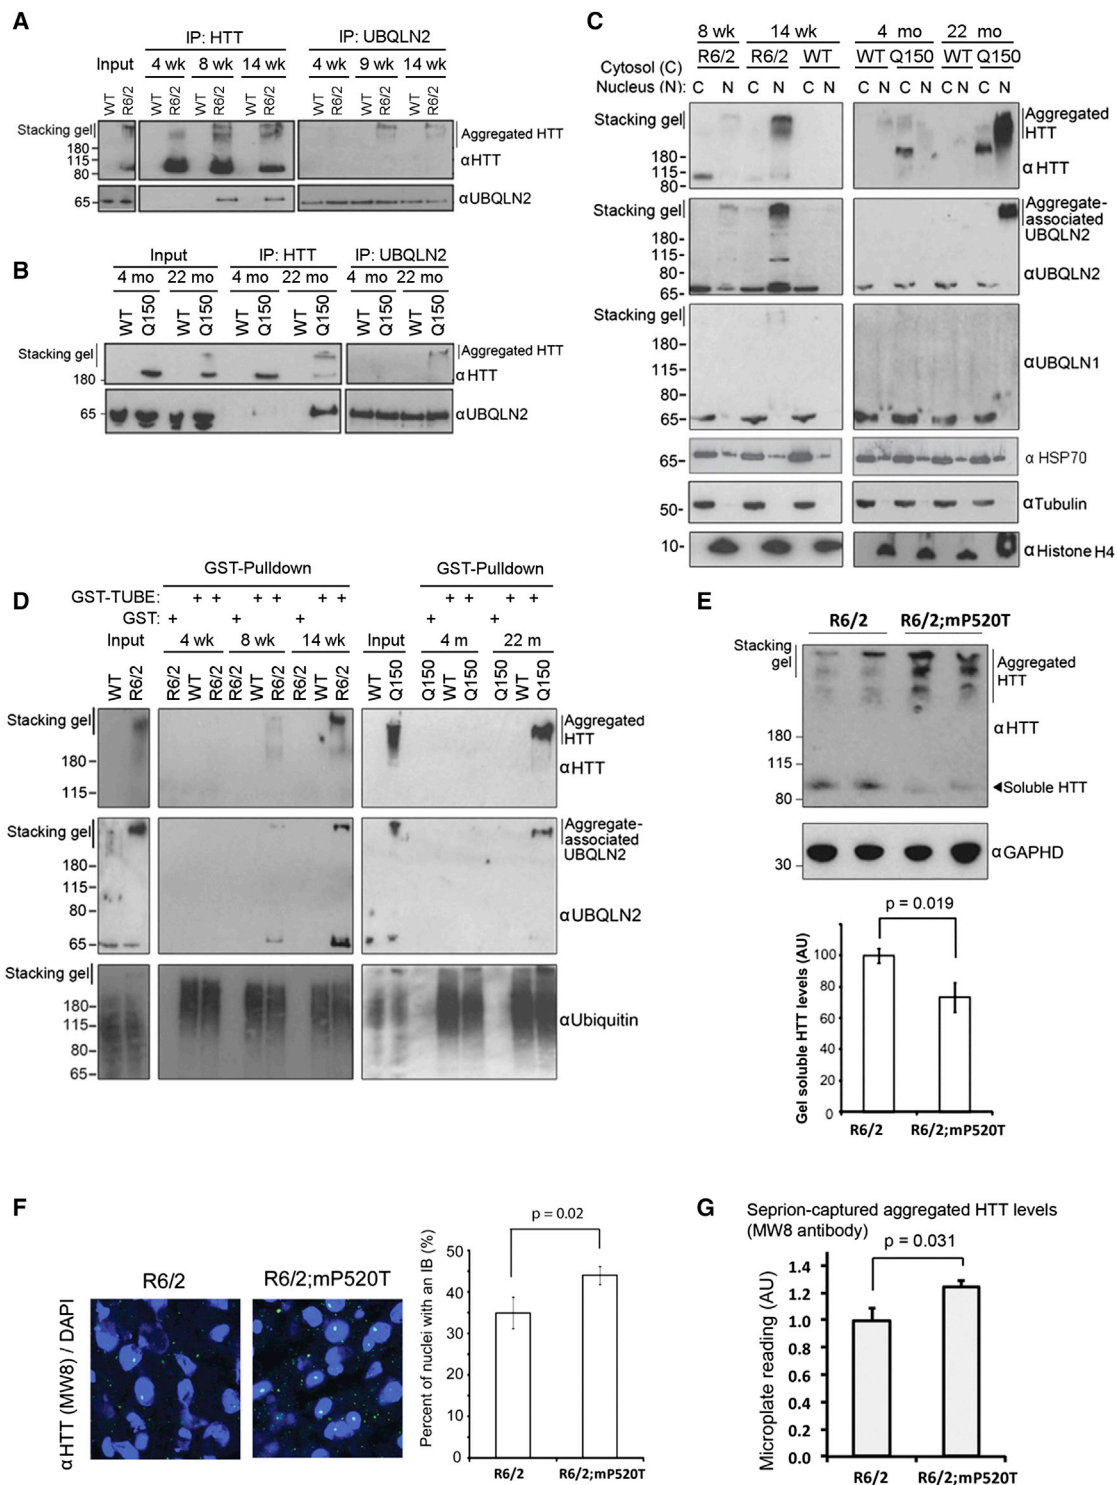 A
IP: HTT
IP: UBQLN2
Input
4 wk
8 wk
14 wk
4 wk
9 wk
14 wk
WT
R6/2
WT
R6/2
WT
R6/2
WT
R6/2
WT
R6/2
WT
R6/2
WT
R6/2
Stacking gel
180
115
80
65
Aggregated HTT
αHTT
αUBQLN2
B
Input
IP: HTT
IP: UBQLN2
4 mo
22 mo
4 mo
22 mo
4 mo
22 mo
WT
Q150
WT
Q150
WT
Q150
WT
Q150
WT
Q150
WT
Q150
Stacking gel
180
65
Aggregated HTT
αHTT
αUBQLN2
C
8 wk
14 wk
4 mo
22 mo
R6/2
R6/2
WT
WT
Q150
WT
Q150
Cytosol (C)
Nucleus (N):
C N C N C N
C N C N C N C N
Stacking gel
180-
115-
80-
Aggregated
HTT
αHTT
Stacking gel
180-
115-
80-
65-
Aggregate-
associated
UBQLN2
αUBQLN2
Stacking gel
180-
115-
80-
65-
αUBQLN1
65-
α HSP70
50-
αTubulin
10-
αHistone H4
D
GST-Pulldown
GST-Pulldown
GST-TUBE:
+ + + + + +
+ + + +
GST:
+ + +
+ +
Input
4 wk
8 wk
14 wk
Input
4 m
22 m
WT
R6/2
R6/2
WT
R6/2
R6/2
WT
R6/2
R6/2
WT
R6/2
WT
Q150
Q150
WT
Q150
Q150
WT
Q150
Stacking gel
180
115
Aggregated
HTT
αHTT
Stacking gel
180
115
80
65
Aggregate-
associated
UBQLN2
αUBQLN2
Stacking gel
180
115
80
65
αUbiquitin
E
R6/2
R6/2;mP520T
Stacking
gel
180
115
80
Aggregated
HTT
αHTT
◄Soluble HTT
30
αGAPHD
p = 0.019
Gel soluble HTT levels (AU)
100
80
60
40
20
0
R6/2
R6/2;mP520T
F
R6/2
R6/2;mP520T
αHTT (MW8) / DAPI
p = 0.02
Percent of nuclei with an IB (%)
50
40
30
20
10
0
R6/2
R6/2;mP520T
G
Seprion-captured aggregated HTT levels
(MW8 antibody)
p = 0.031
Microplate reading (AU)
1.4
1.2
1.0
0.8
0.6
0.4
0.2
0.0
R6/2
R6/2;mP520T